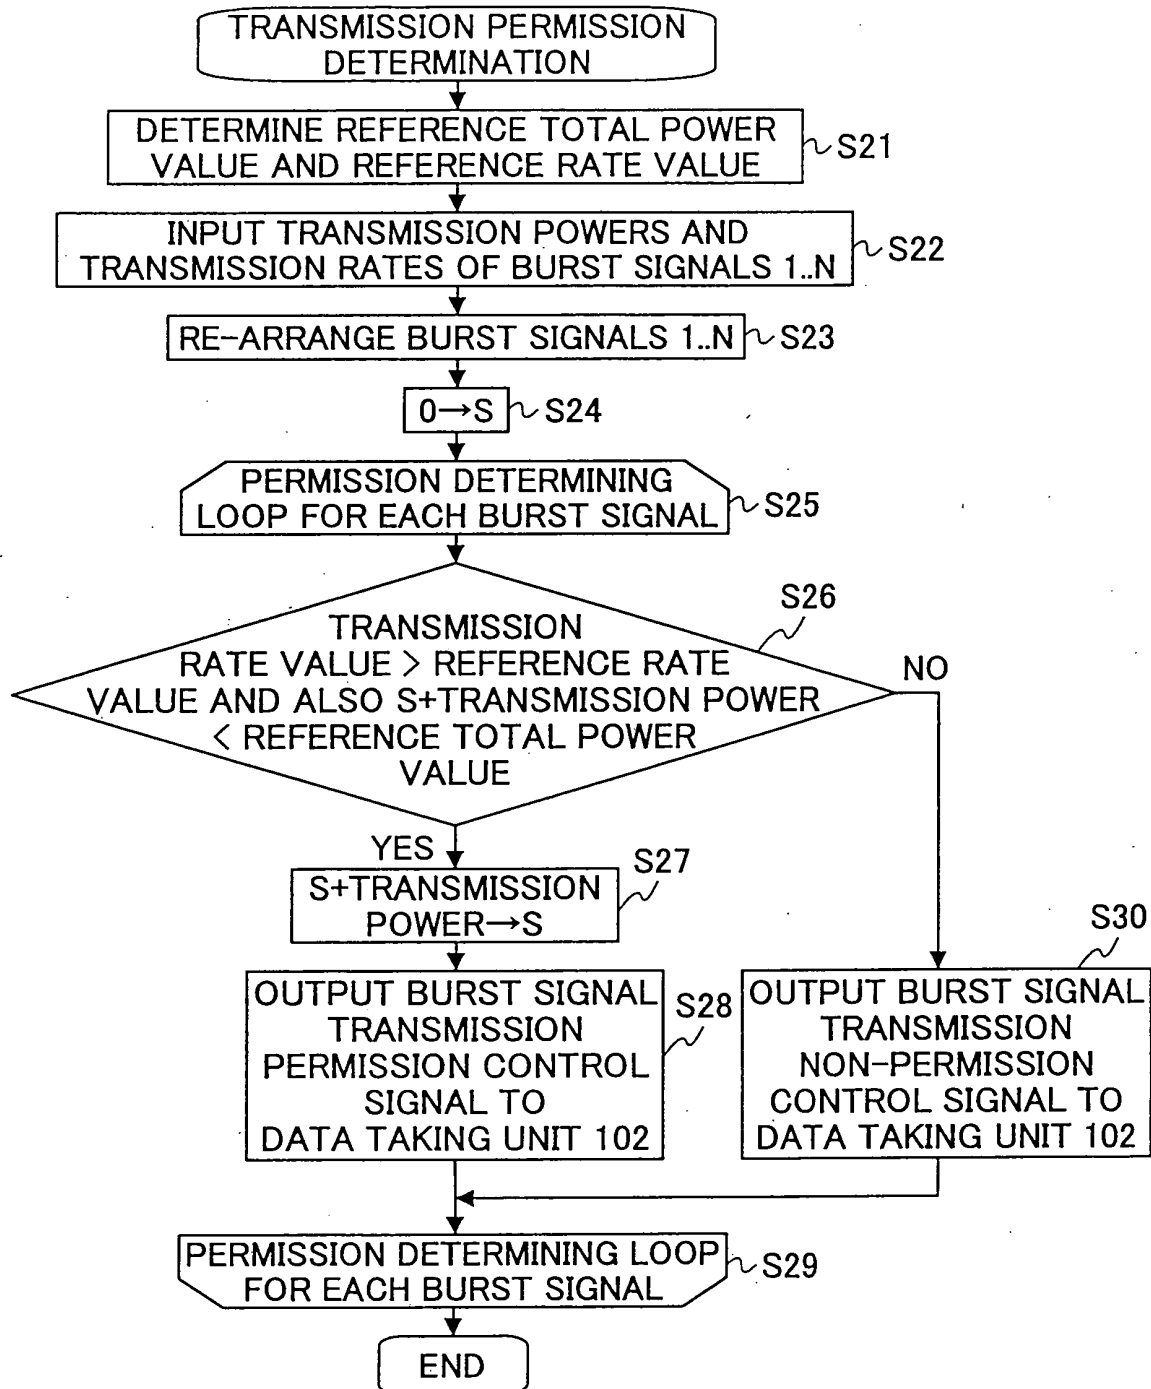 TRANSMISSION PERMISSION
DETERMINATION
DETERMINE REFERENCE TOTAL POWER
VALUE AND REFERENCE RATE VALUE
S21
INPUT TRANSMISSION POWERS AND
TRANSMISSION RATES OF BURST SIGNALS 1..N
S22
RE-ARRANGE BURST SIGNALS 1..N
S23
0→S
S24
PERMISSION DETERMINING
LOOP FOR EACH BURST SIGNAL
S25
S26
TRANSMISSION
RATE VALUE > REFERENCE RATE
VALUE AND ALSO S+TRANSMISSION POWER
< REFERENCE TOTAL POWER
VALUE
NO
YES
S27
S+TRANSMISSION
POWER→S
S28
OUTPUT BURST SIGNAL
TRANSMISSION
PERMISSION CONTROL
SIGNAL TO
DATA TAKING UNIT 102
S30
OUTPUT BURST SIGNAL
TRANSMISSION
NON-PERMISSION
CONTROL SIGNAL TO
DATA TAKING UNIT 102
PERMISSION DETERMINING LOOP
FOR EACH BURST SIGNAL
S29
END